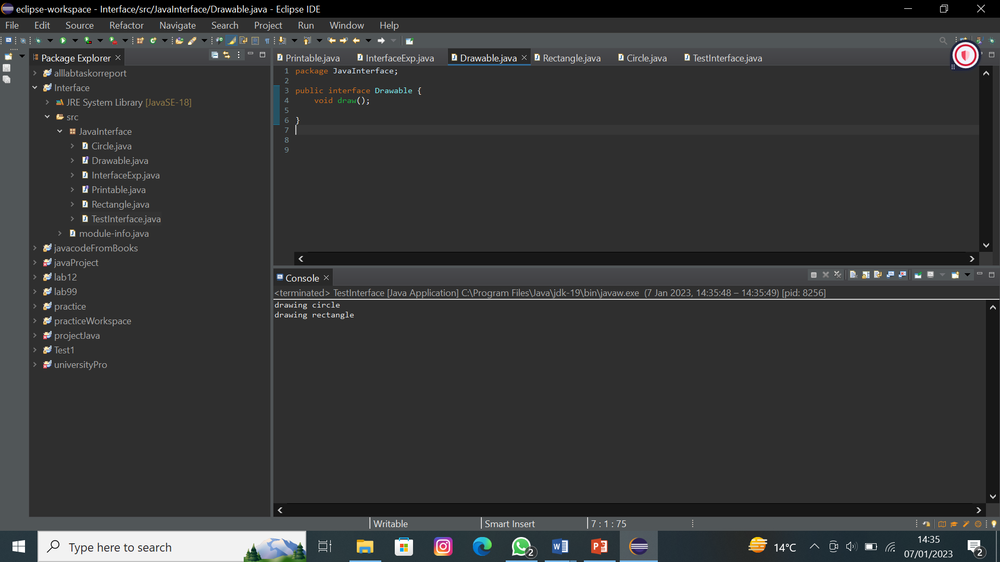 eclipse-workspace - Interface/src/JavaInterface/Drawable.java - Eclipse IDE
File Edit Source Refactor Navigate Search Project Run Window Help
Package Explorer
alllabtaskorreport
Interface
JRE System Library [JavaSE-18]
src
JavaInterface
Circle.java
Drawable.java
InterfaceExp.java
Printable.java
Rectangle.java
TestInterface.java
module-info.java
javacodeFromBooks
javaProject
lab12
lab99
practice
practiceWorkspace
projectJava
Test1
universityPro
Printable.java InterfaceExp.java Drawable.java Rectangle.java Circle.java TestInterface.java
1 package JavaInterface;
2
3 public interface Drawable {
4 void draw();
5
6 }
7
8
9
Console
<terminated> TestInterface [Java Application] C:\Program Files\Java\jdk-19\bin\javaw.exe (7 Jan 2023, 14:35:48 – 14:35:49) [pid: 8256]
drawing circle
drawing rectangle
Writable Smart Insert 7 : 1 : 75
Type here to search
2
14°C
14:35
07/01/2023
2